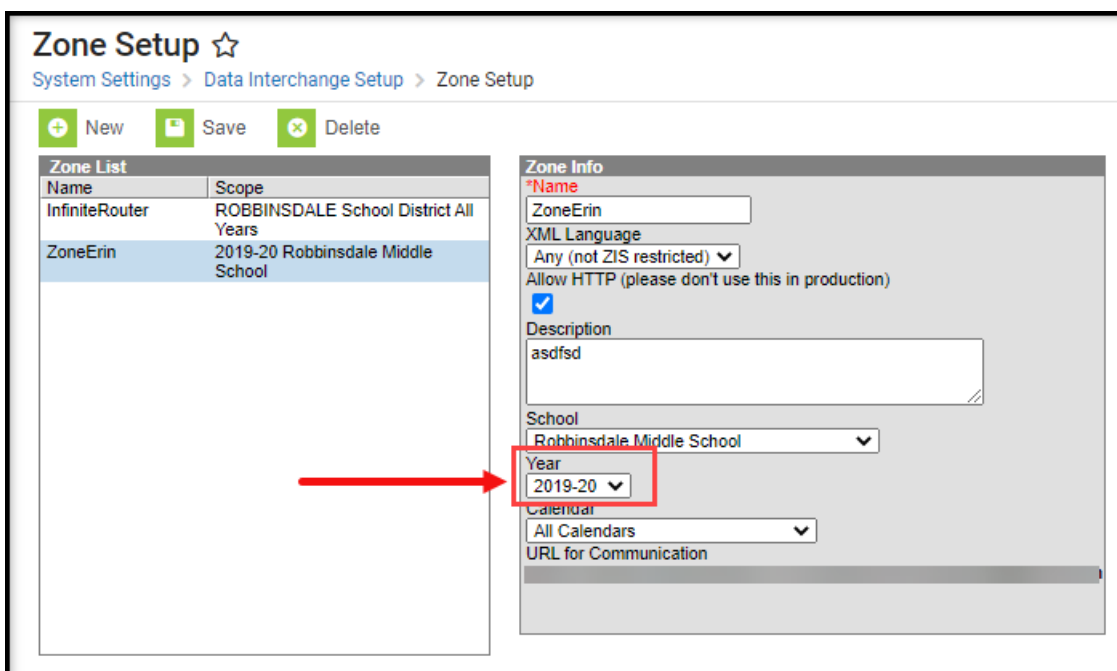 Zone Setup
System Settings > Data Interchange Setup > Zone Setup
New Save Delete
Zone List
Name Scope
InfiniteRouter ROBBINSDALE School District All
Years
ZoneErin 2019-20 Robbinsdale Middle
School
Zone Info
*Name
ZoneErin
XML Language
Any (not ZIS restricted)
Allow HTTP (please don't use this in production)
Description
asdfsd
School
Robbinsdale Middle School
Year
2019-20
Calendar
All Calendars
URL for Communication